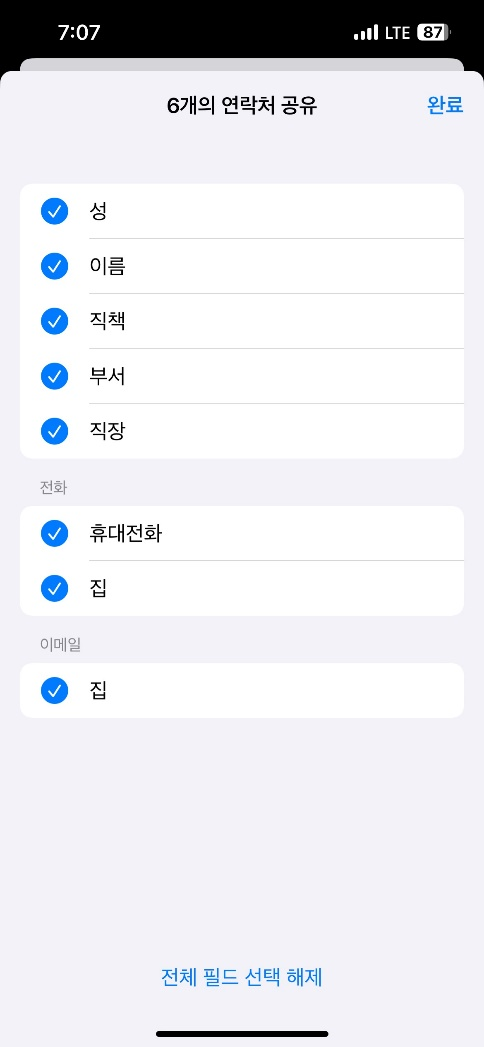 7:07 LTE 87
6개의 연락처 공유 완료
성
이름
직책
부서
직장
전화
휴대전화
집
이메일
집
전체 필드 선택 해제